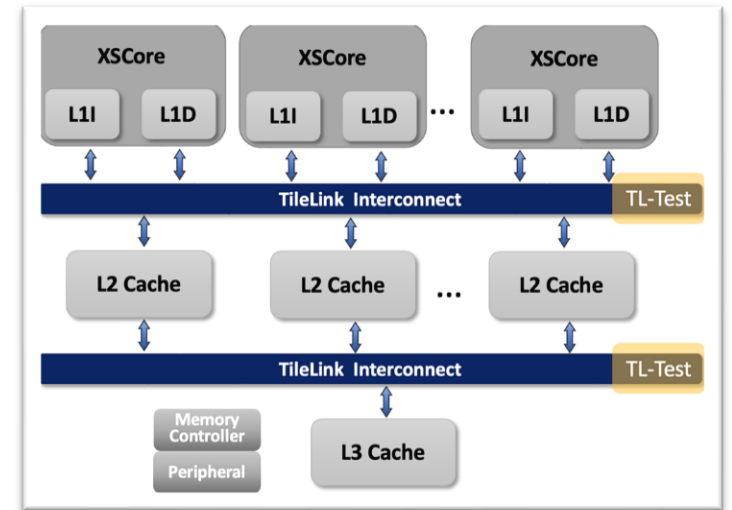 XSCore XSCore XSCore
L1I L1D L1I L1D ... L1I L1D
TileLink Interconnect TL-Test
L2 Cache L2 Cache ... L2 Cache
TileLink Interconnect TL-Test
Memory
Controller
L3 Cache
Peripheral